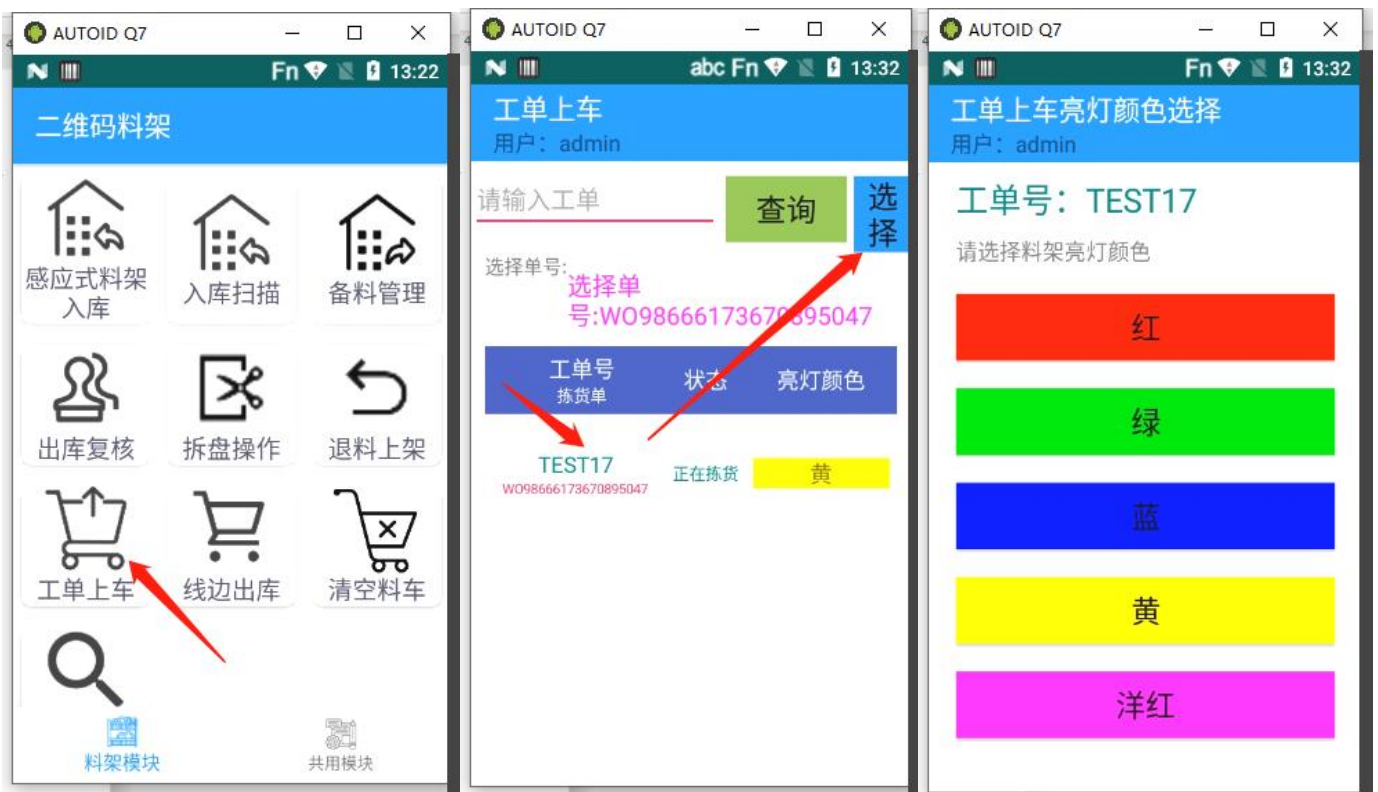 AUTOID Q7
Fn 13:22
二维码料架
感应式料架
入库
入库扫描
备料管理
出库复核
拆盘操作
退料上架
工单上车
线边出库
清空料车
料架模块
共用模块
AUTOID Q7
abc Fn 13:32
工单上车
用户：admin
请输入工单
查询
选
择
选择单号:
选择单
号:WO98666173670895047
工单号
拣货单
状态
亮灯颜色
TEST17
WO98666173670895047
正在拣货
黄
AUTOID Q7
Fn 13:32
工单上车亮灯颜色选择
用户：admin
工单号：TEST17
请选择料架亮灯颜色
红
绿
蓝
黄
洋红